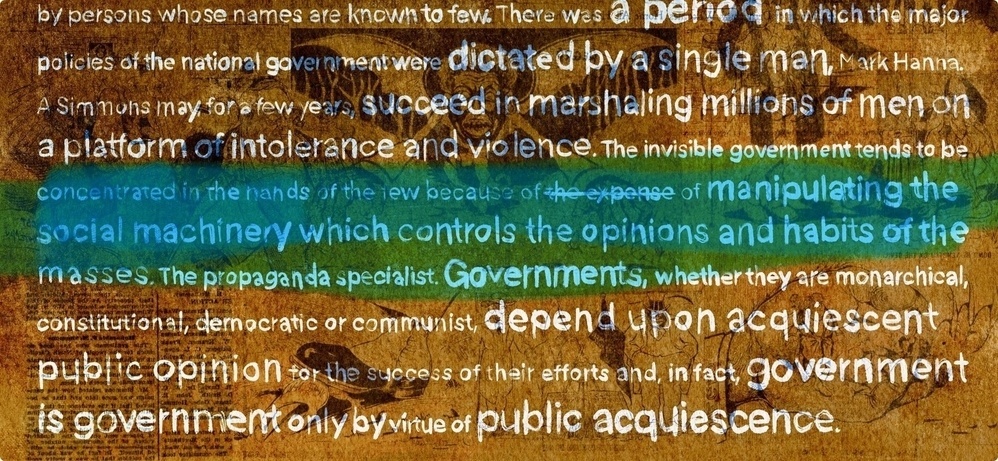 by persons whose names are known to few. There was a period in which the major
policies of the national government were dictated by a single man, Mark Hanna.
A Simmons may, for a few years, succeed in marshaling millions of men on
a platform of intolerance and violence. The invisible government tends to be
concentrated in the hands of the few because of the expense of manipulating the
social machinery which controls the opinions and habits of the
masses. The propaganda specialist. Governments, whether they are monarchical,
constitutional, democratic or communist, depend upon acquiescent
public opinion for the success of their efforts and, in fact, government
is government only by virtue of public acquiescence.